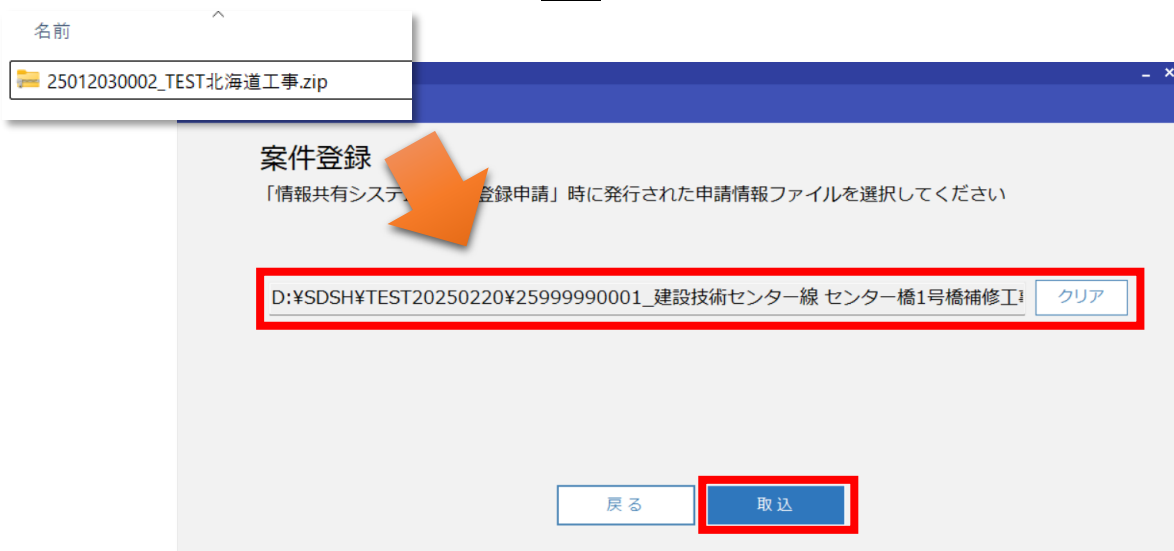 名前
25012030002_TEST北海道工事.zip
案件登録
「情報共有システ 登録申請」時に発行された申請情報ファイルを選択してください
D:¥SDSH¥TEST20250220¥25999990001_建設技術センター線 センター橋1号橋補修工
クリア
戻る
取込